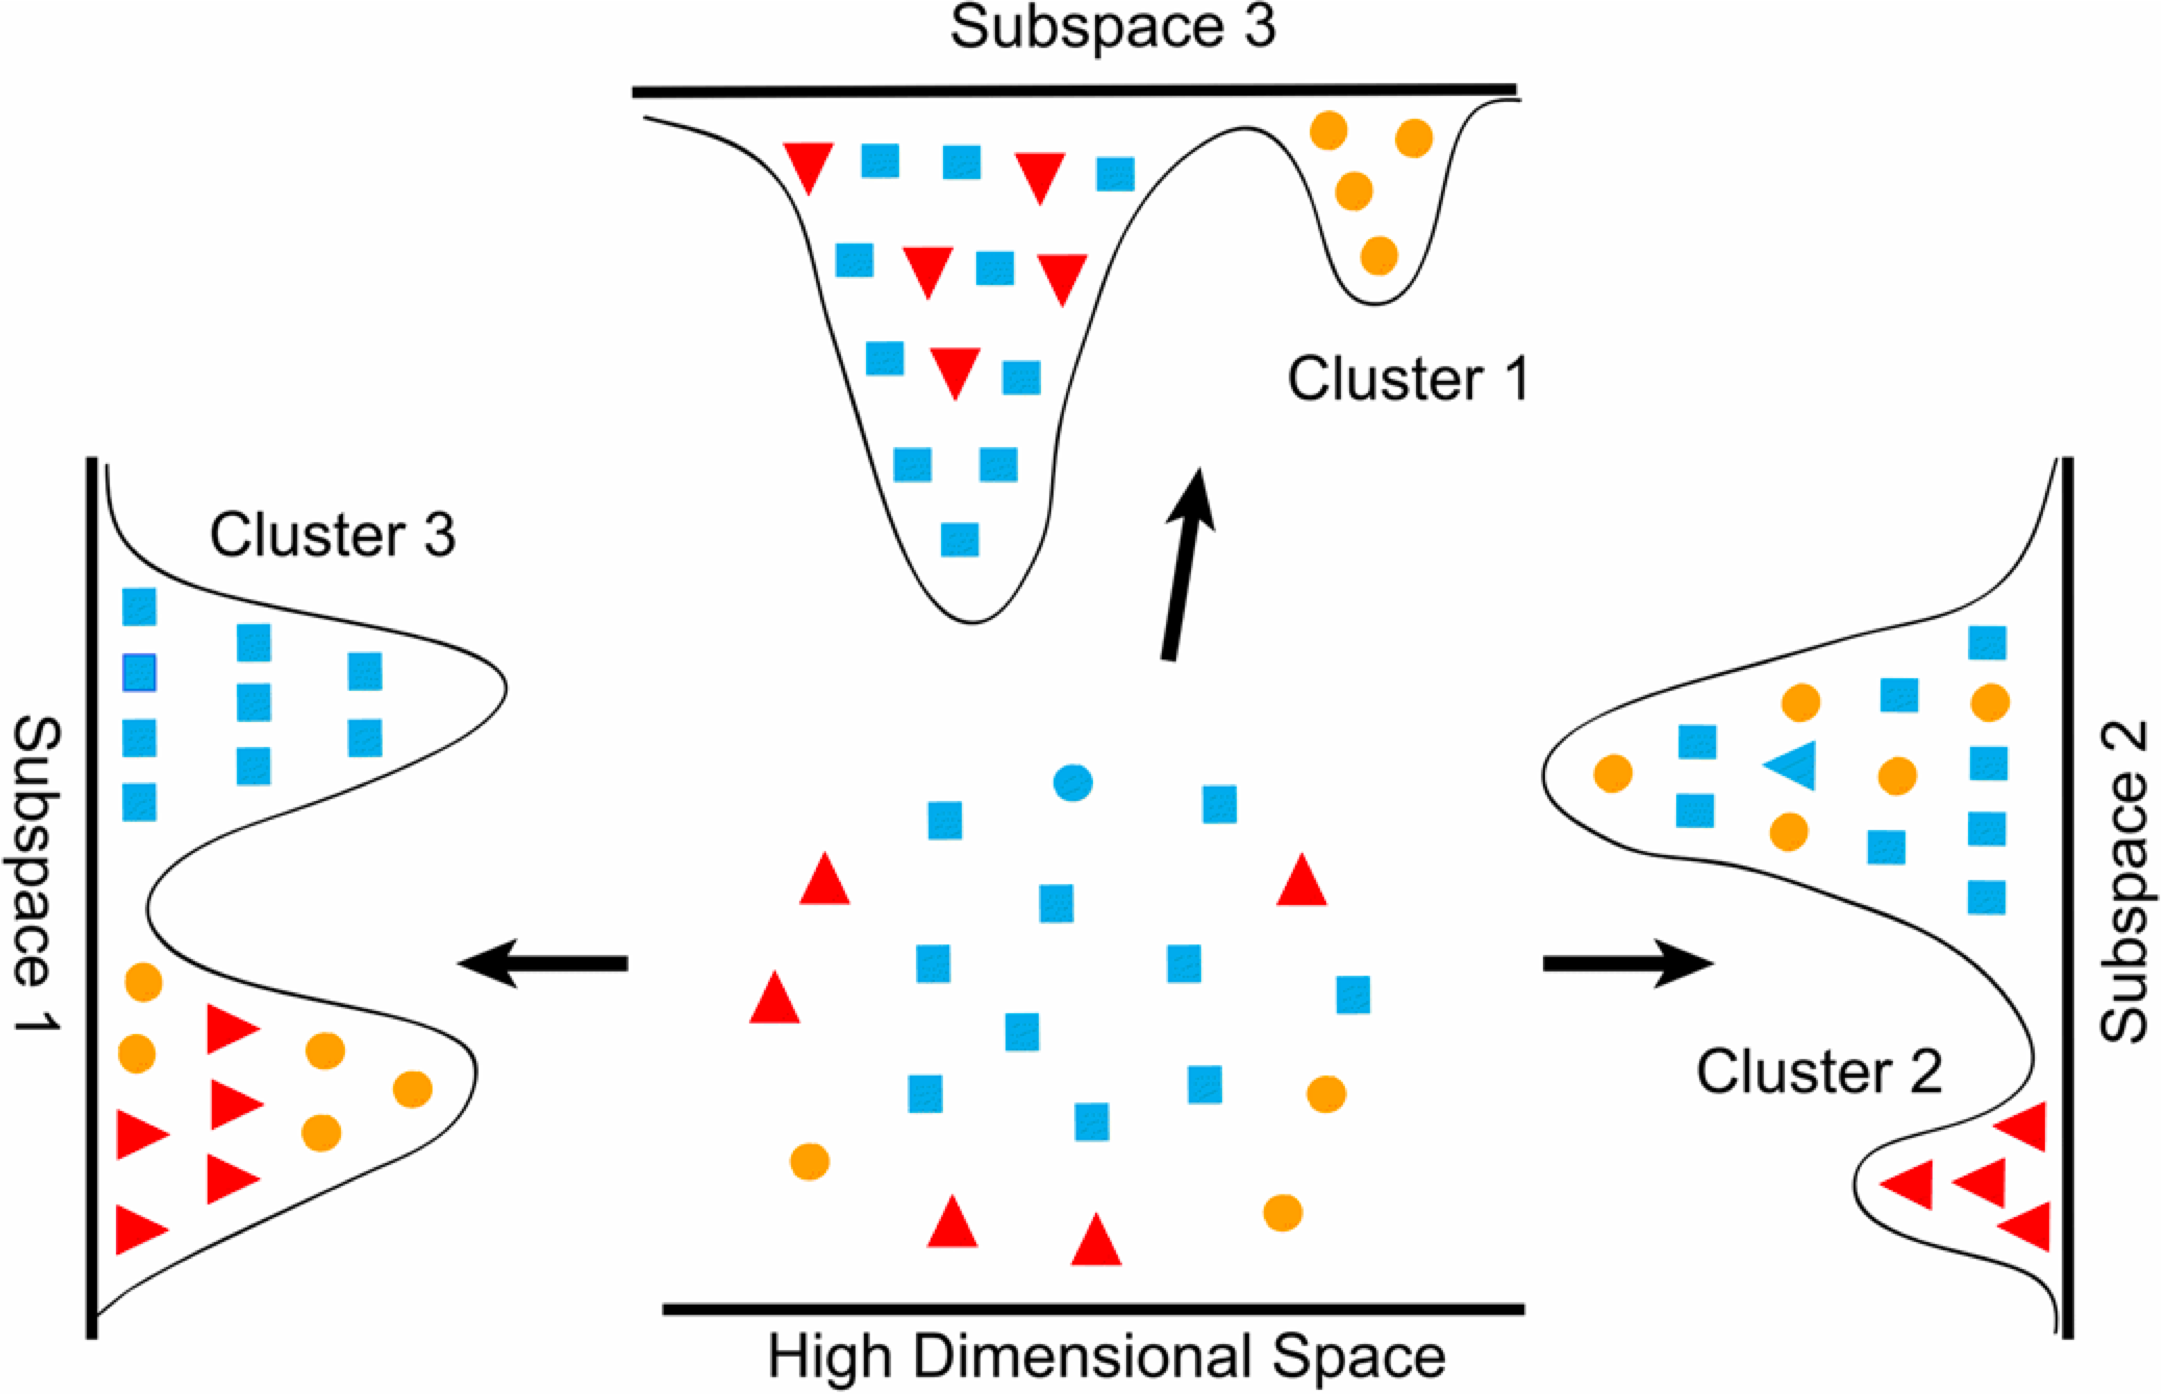 Subspace 3
Cluster 1
Cluster 3
Subspace 1
Subspace 2
Cluster 2
High Dimensional Space